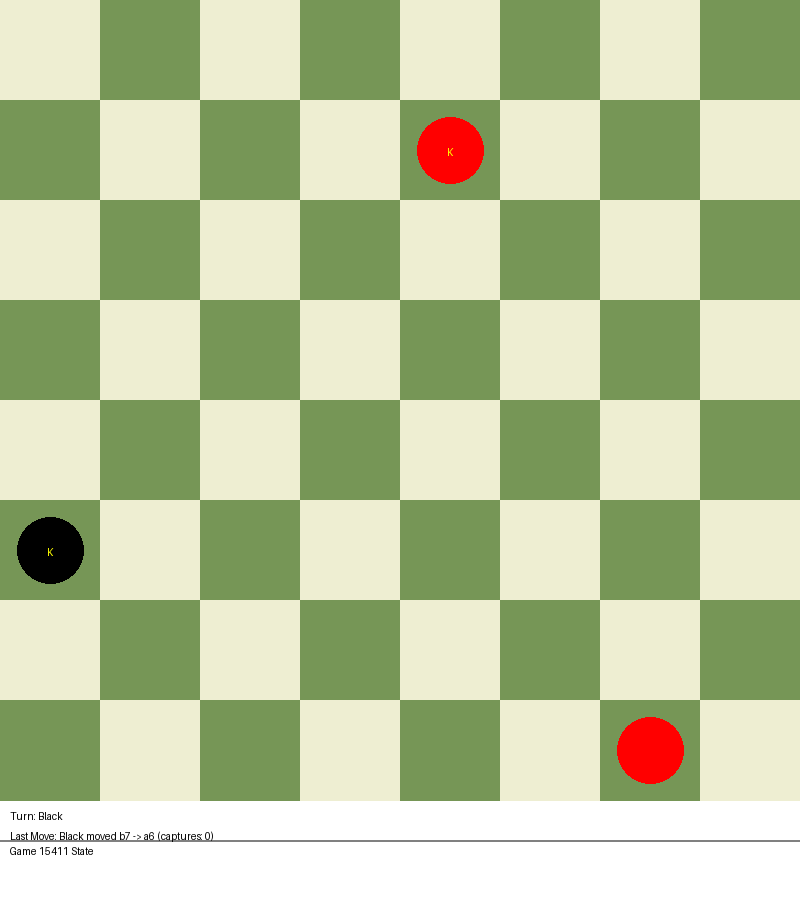 K
K
Turn: Black
Last Move: Black moved b7 -> a6 (captures: 0)
Game 15411 State